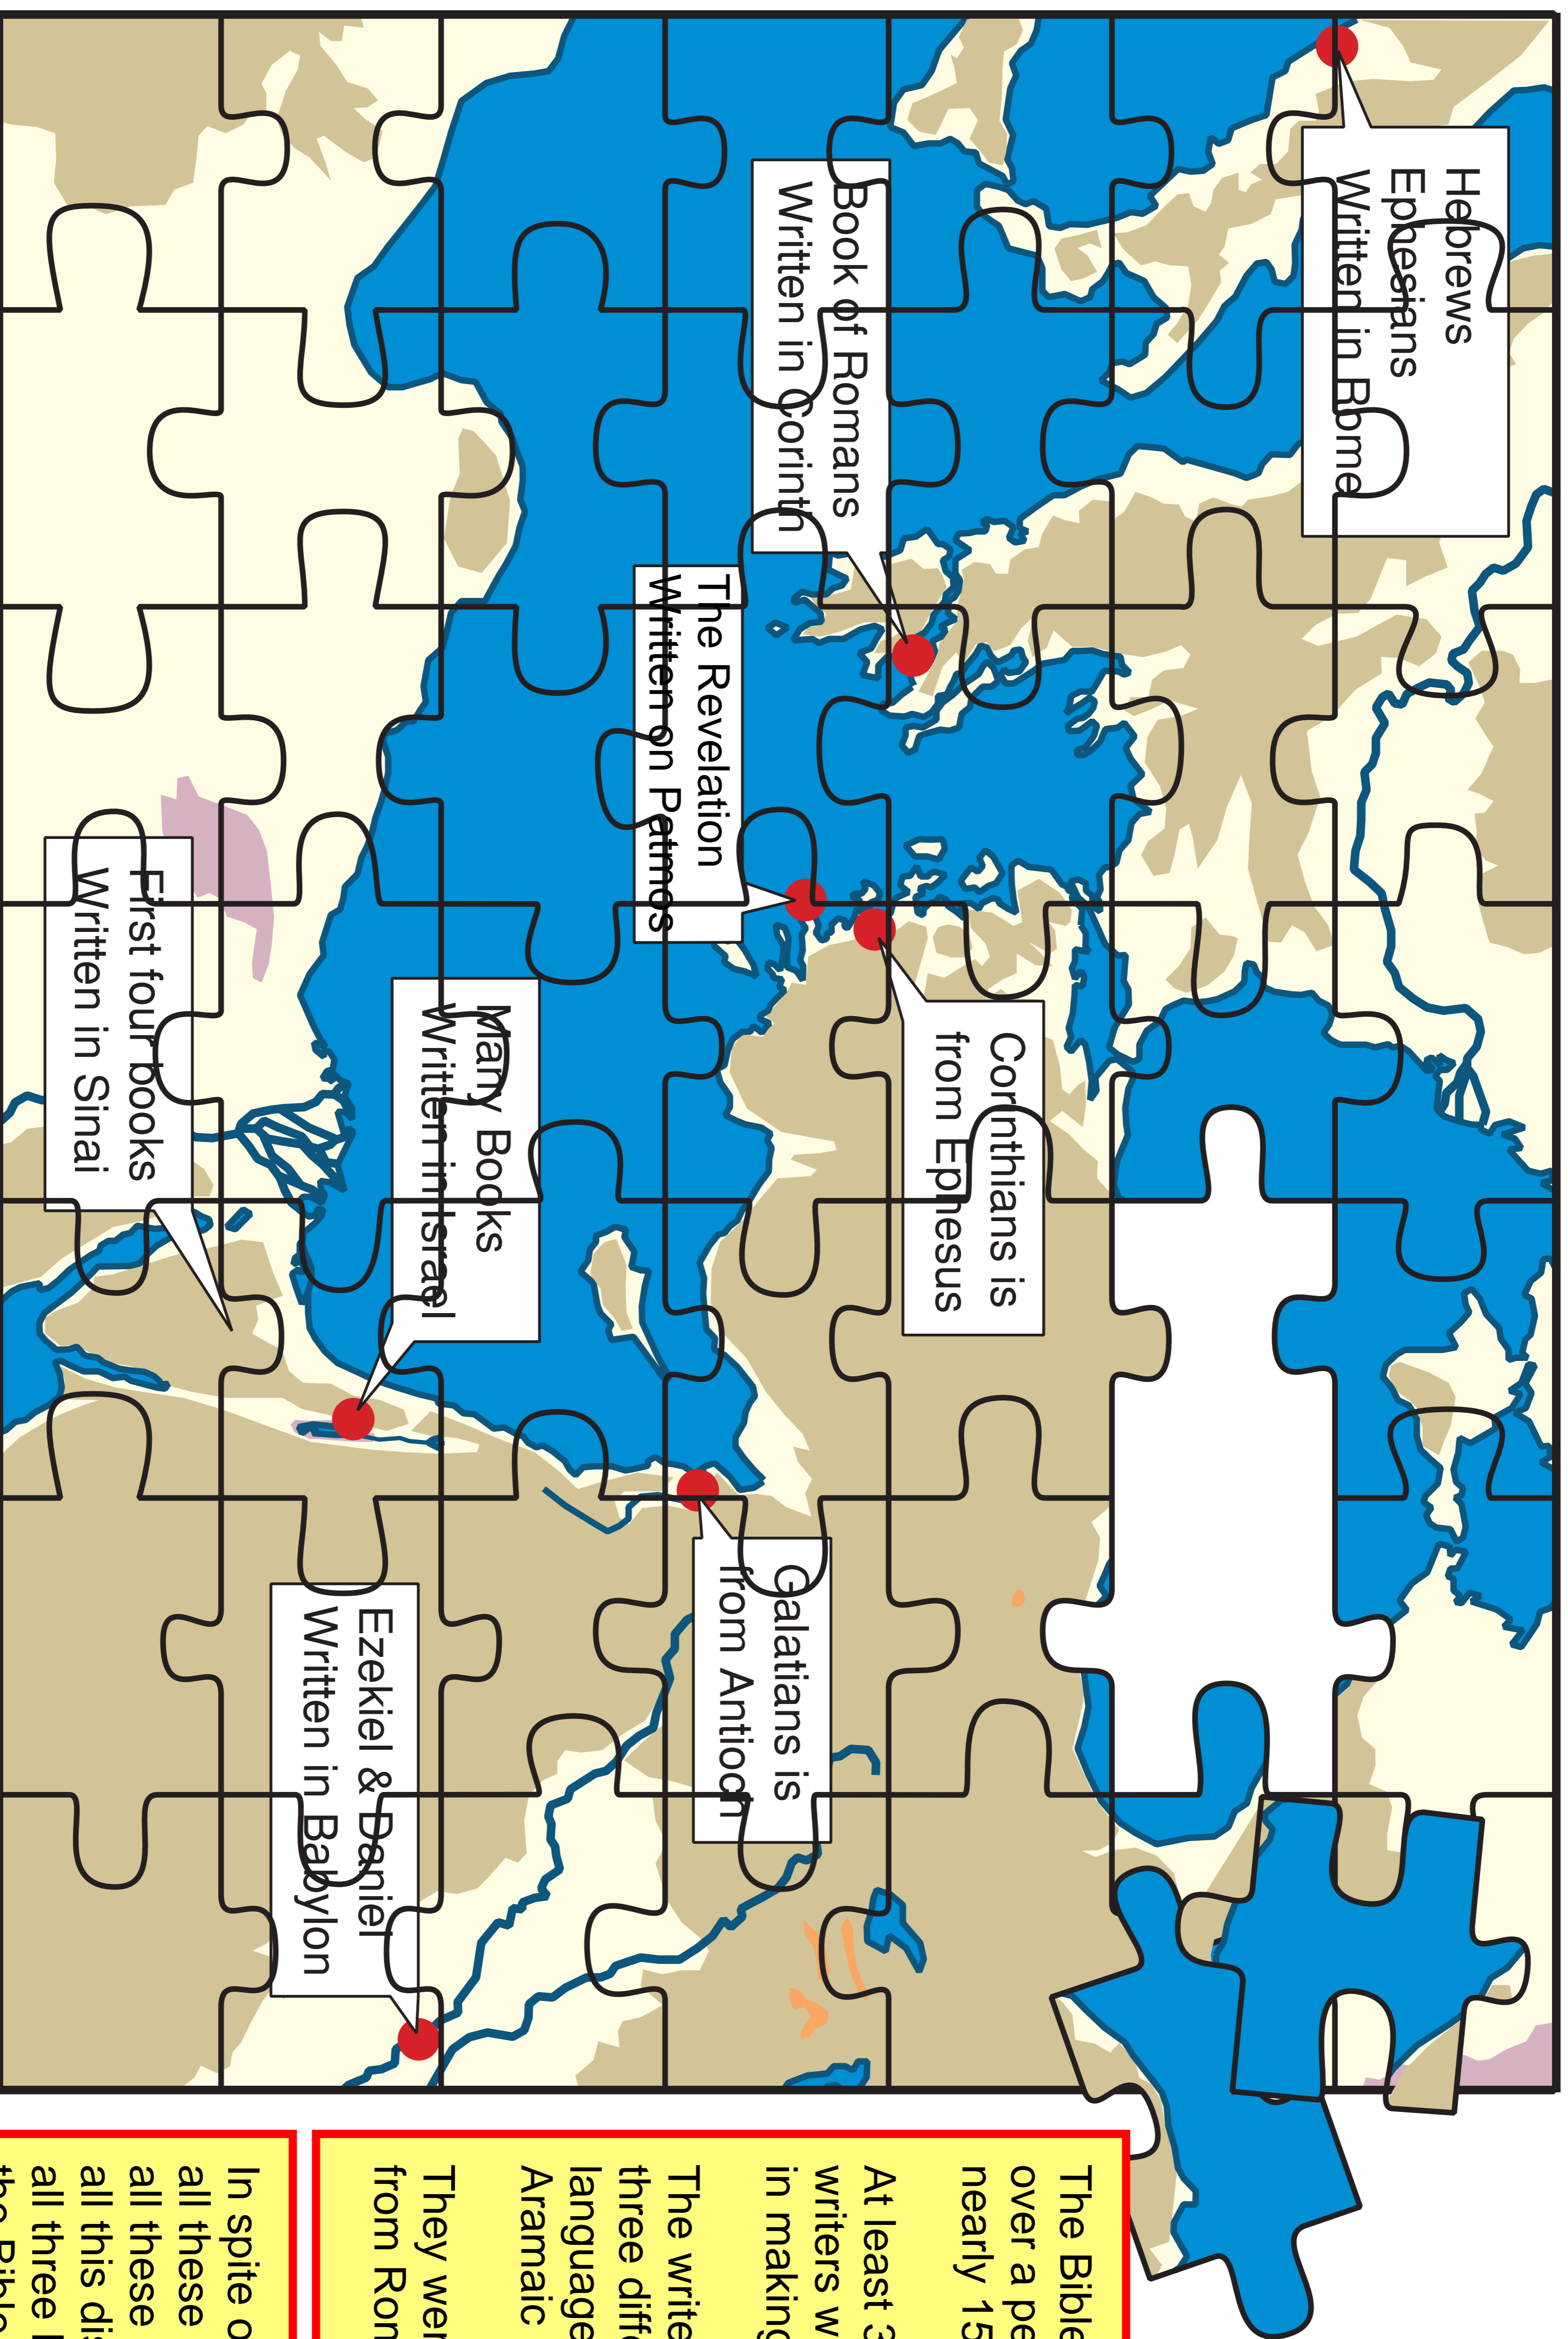 Hebrews
Ephesians
Written in Rome
Corinthians is
from Ephesus
Book of Romans
Written in Corinth
Galatians is
from Antioch
The Revelation
Written on Patmos
Many Books
Written in Israel
Ezekiel & Daniel
Written in Babylon
First four books
Written in Sinai
The Bible
over a pe
nearly 15
At least 3
writers w
in making
The write
three diffe
language
Aramaic
They wer
from Ron
In spite o
all these
all these
all this dis
all three
the Bible